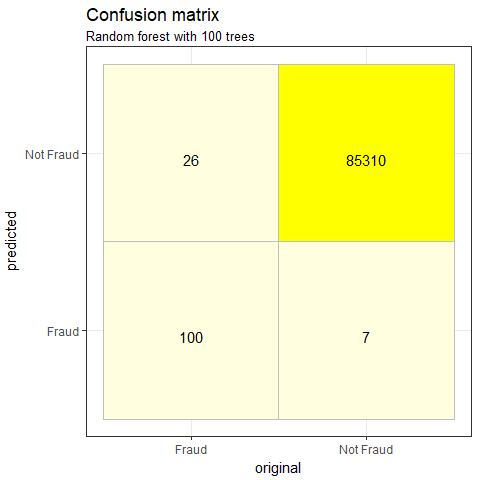 Confusion matrix
Random forest with 100 trees
predicted
Not Fraud
26
85310
Fraud
100
7
Fraud
Not Fraud
original